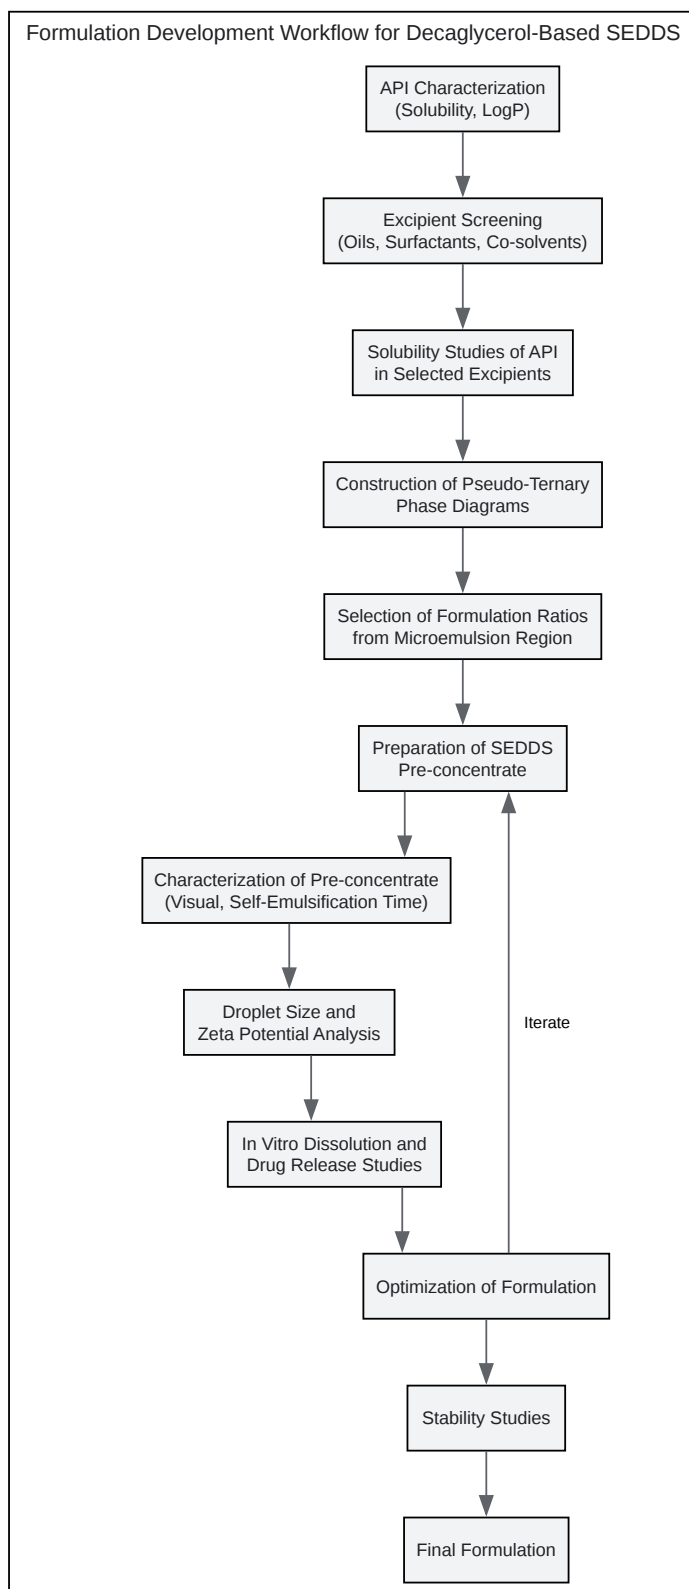 Formulation Development Workflow for Decaglycerol-Based SEDDS
API Characterization
(Solubility, LogP)
Excipient Screening
(Oils, Surfactants, Co-solvents)
Solubility Studies of API
in Selected Excipients
Construction of Pseudo-Ternary
Phase Diagrams
Selection of Formulation Ratios
from Microemulsion Region
Preparation of SEDDS
Pre-concentrate
Characterization of Pre-concentrate
(Visual, Self-Emulsification Time)
Droplet Size and
Zeta Potential Analysis
Iterate
In Vitro Dissolution and
Drug Release Studies
Optimization of Formulation
Stability Studies
Final Formulation